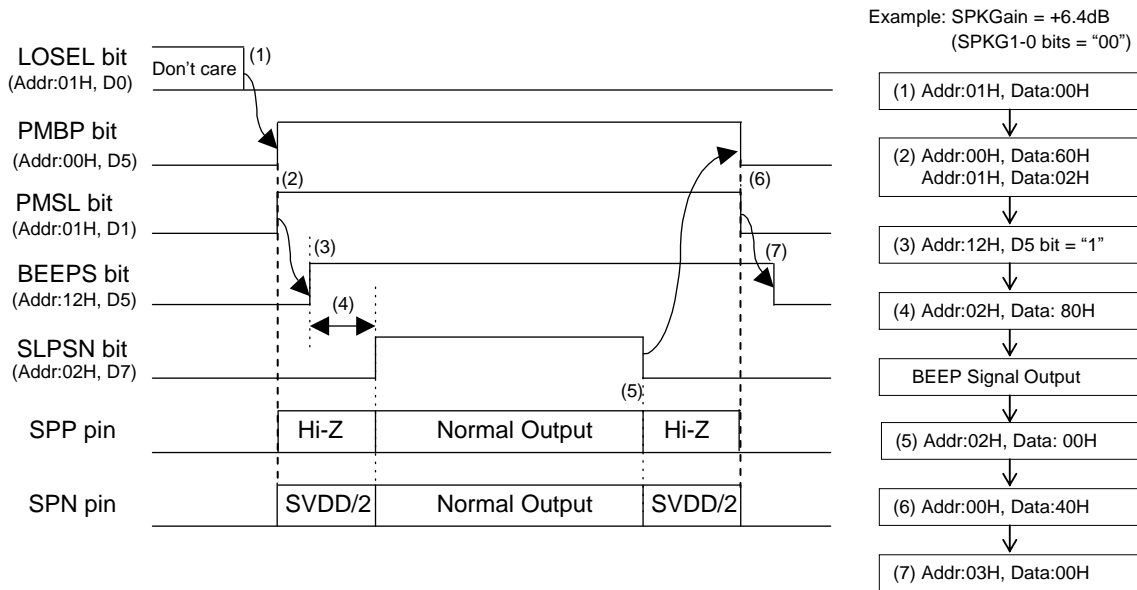 Example: SPKGain = +6.4dB
(SPKG1-0 bits = “00”)
LOSEL bit
(Addr:01H, D0)
Don’t care
(1)
PMBP bit
(Addr:00H, D5)
(2)
(6)
PMSL bit
(Addr:01H, D1)
(3)
(7)
BEEPS bit
(Addr:12H, D5)
(4)
SLPSN bit
(Addr:02H, D7)
(5)
SPP pin
Hi-Z
Normal Output
Hi-Z
SPN pin
SVDD/2
Normal Output
SVDD/2
(1) Addr:01H, Data:00H
(2) Addr:00H, Data:60H
Addr:01H, Data:02H
(3) Addr:12H, D5 bit = “1”
(4) Addr:02H, Data: 80H
BEEP Signal Output
(5) Addr:02H, Data: 00H
(6) Addr:00H, Data:40H
(7) Addr:03H, Data:00H